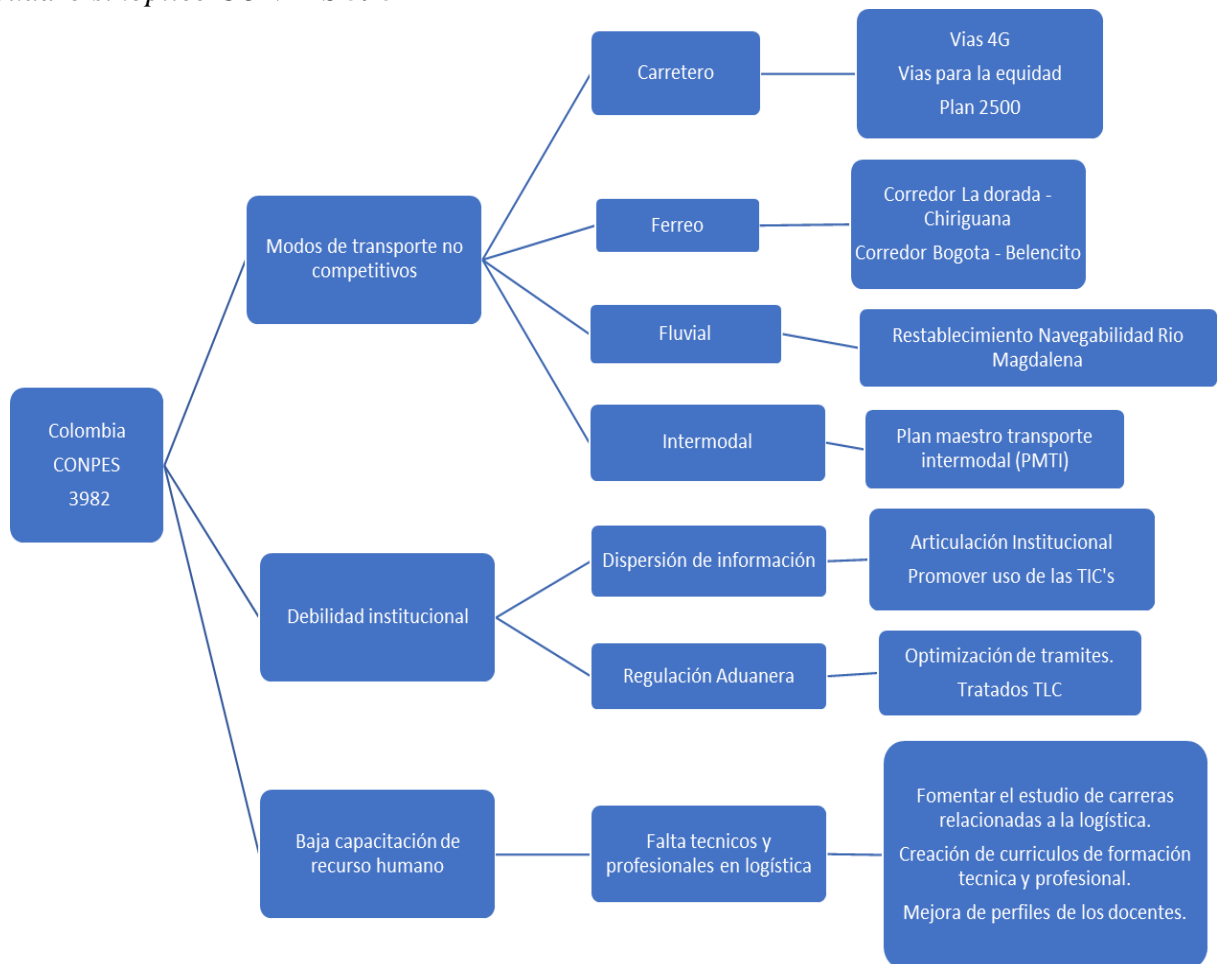 Carretero
Vias 4G
Vias para la equidad
Plan 2500
Modos de transporte no
competitivos
Ferreo
Corredor La dorada -
Chiriguana
Corredor Bogota - Belencito
Fluvial
Restablecimiento Navegabilidad Rio
Magdalena
Intermodal
Plan maestro transporte
intermodal (PMTI)
Colombia
CONPES
3982
Debilidad institucional
Dispersión de información
Articulación Institucional
Promover uso de las TIC's
Regulación Aduanera
Optimización de tramites.
Tratados TLC
Baja capacitación de
recurso humano
Falta tecnicos y
profesionales en logística
Fomentar el estudio de carreras
relacionadas a la logística.
Creación de curriculos de formación
tecnica y profesional.
Mejora de perfiles de los docentes.